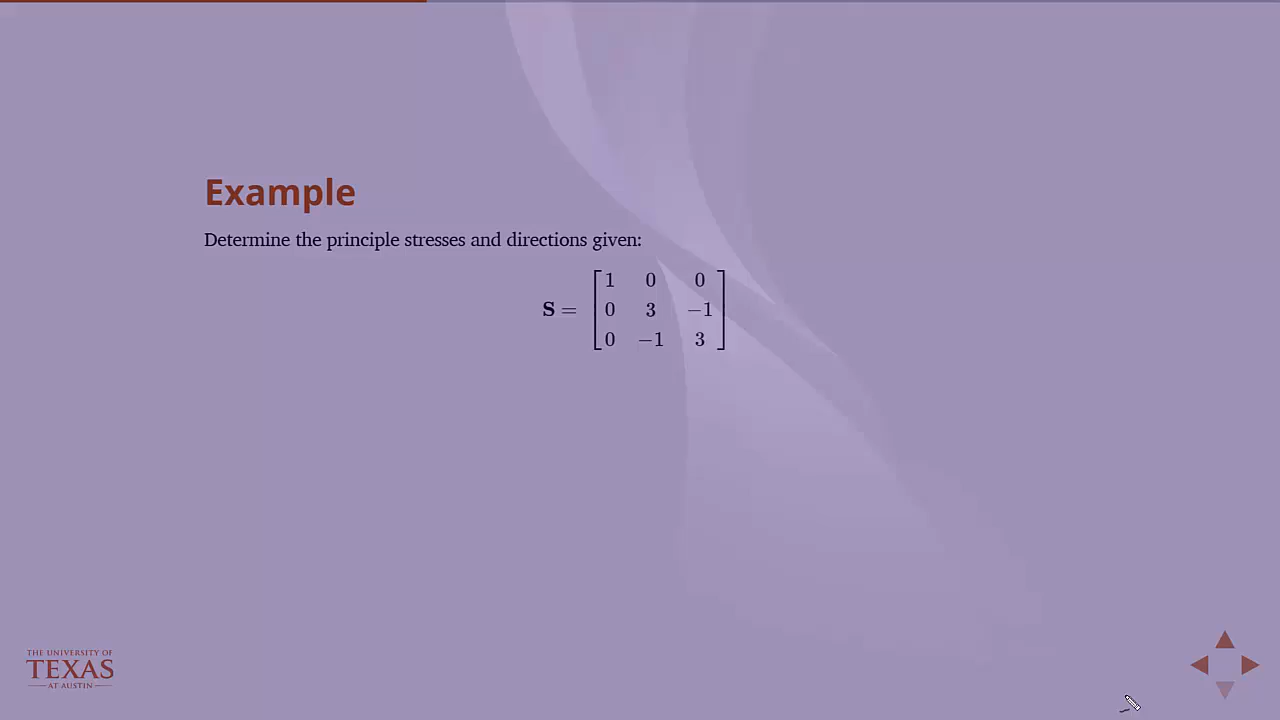 Example
Determine the principle stresses and directions given:
S = [1 0 0
0 3 −1
0 −1 3]
THE UNIVERSITY OF
TEXAS
AT AUSTIN